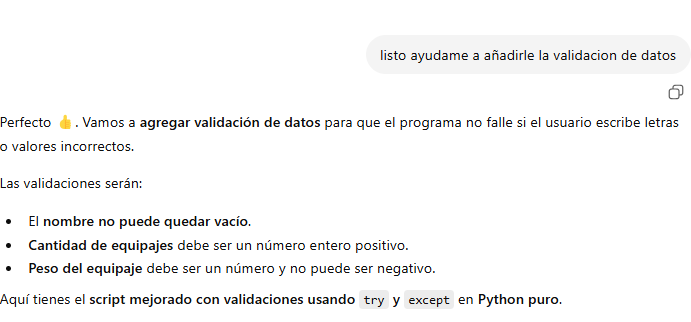 listo ayudame a añadirle la validacion de datos
Perfecto 👍. Vamos a agregar validación de datos para que el programa no falle si el usuario escribe letras
o valores incorrectos.
Las validaciones serán:
• El nombre no puede quedar vacío.
• Cantidad de equipajes debe ser un número entero positivo.
• Peso del equipaje debe ser un número y no puede ser negativo.
Aquí tienes el script mejorado con validaciones usando try y except en Python puro.